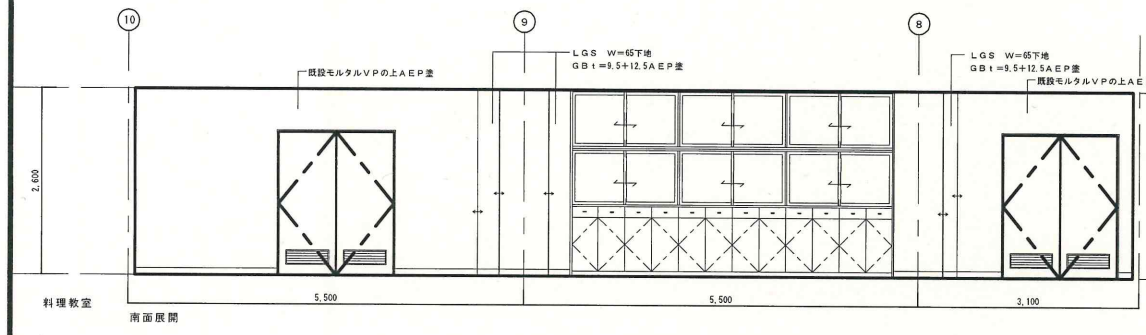 10
9
8
LGS W=65下地
GBt=9.5+12.5AEP塗
LGS W=65下地
GBt=9.5+12.5AEP塗
既設モルタルVPの上AEP塗
既設モルタルVPの上AE
2,600
5,500
5,500
3,100
料理教室
南面展開